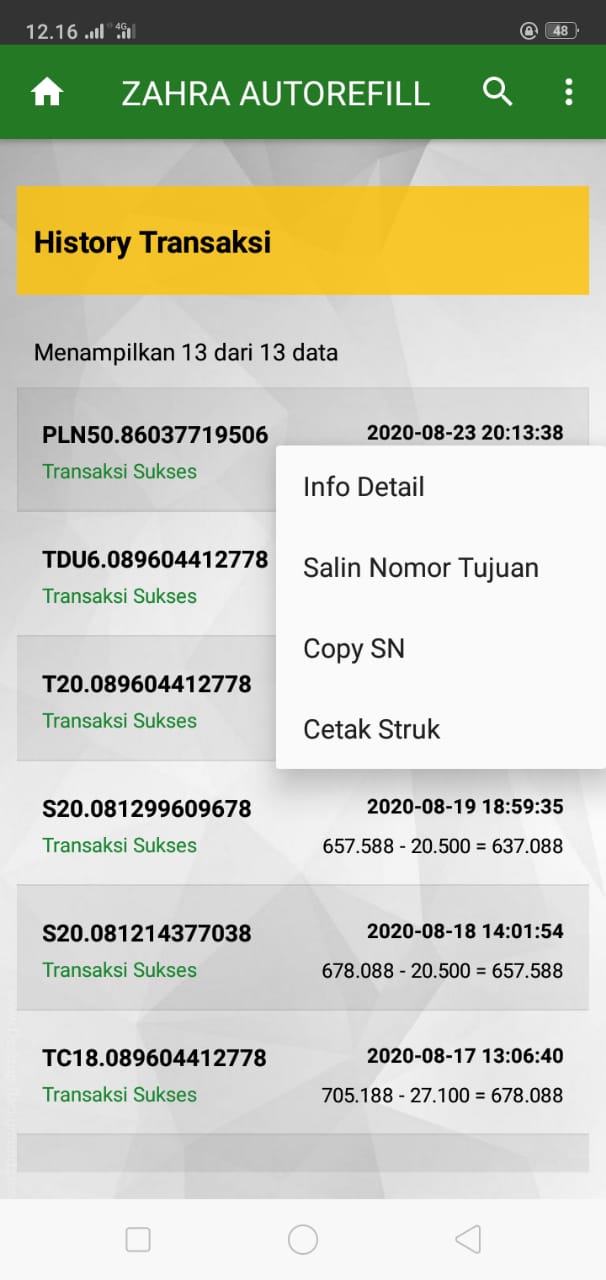 12.16 4G 48
ZAHRA AUTOREFILL
History Transaksi
Menampilkan 13 dari 13 data
PLN50.86037719506 2020-08-23 20:13:38
Transaksi Sukses
Info Detail
Salin Nomor Tujuan
Copy SN
Cetak Struk
TDU6.089604412778
Transaksi Sukses
T20.089604412778
Transaksi Sukses
S20.081299609678 2020-08-19 18:59:35
Transaksi Sukses 657.588 - 20.500 = 637.088
S20.081214377038 2020-08-18 14:01:54
Transaksi Sukses 678.088 - 20.500 = 657.588
TC18.089604412778 2020-08-17 13:06:40
Transaksi Sukses 705.188 - 27.100 = 678.088